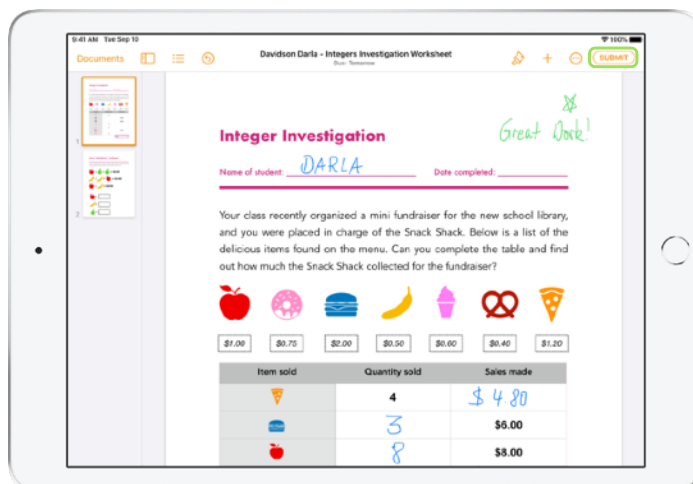 9:41 AM Tue Sep 10
100%
Documents
Davidson Darla - Integers Investigation Worksheet
Due: Tomorrow
SUBMIT
1
2
Great Work!
Integer Investigation
Name of student: DARLA
Date completed:
Your class recently organized a mini fundraiser for the new school library,
and you were placed in charge of the Snack Shack. Below is a list of the
delicious items found on the menu. Can you complete the table and find
out how much the Snack Shack collected for the fundraiser?
$1.00 $0.75 $2.00 $0.50 $0.60 $0.40 $1.20
Item sold Quantity sold Sales made
4 $4.80
3 $6.00
8 $8.00